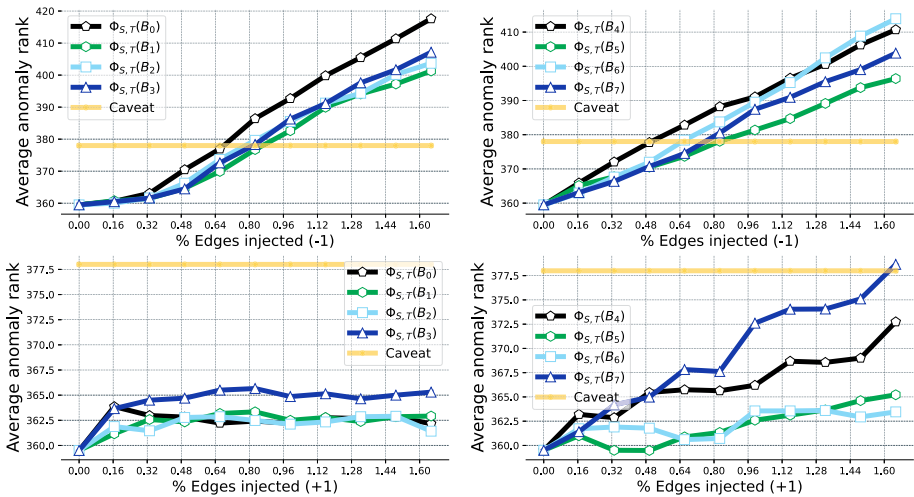 420
410
400
390
380
370
360
Average anomaly rank
Φ_{S,T}(B_0)
Φ_{S,T}(B_1)
Φ_{S,T}(B_2)
Φ_{S,T}(B_3)
Caveat
0.00 0.16 0.32 0.48 0.64 0.80 0.96 1.12 1.28 1.44 1.60
% Edges injected (-1)
410
400
390
380
370
360
Average anomaly rank
Φ_{S,T}(B_4)
Φ_{S,T}(B_5)
Φ_{S,T}(B_6)
Φ_{S,T}(B_7)
Caveat
0.00 0.16 0.32 0.48 0.64 0.80 0.96 1.12 1.28 1.44 1.60
% Edges injected (-1)
377.5
375.0
372.5
370.0
367.5
365.0
362.5
360.0
Average anomaly rank
Φ_{S,T}(B_0)
Φ_{S,T}(B_1)
Φ_{S,T}(B_2)
Φ_{S,T}(B_3)
Caveat
0.00 0.16 0.32 0.48 0.64 0.80 0.96 1.12 1.28 1.44 1.60
% Edges injected (+1)
377.5
375.0
372.5
370.0
367.5
365.0
362.5
360.0
Average anomaly rank
Φ_{S,T}(B_4)
Φ_{S,T}(B_5)
Φ_{S,T}(B_6)
Φ_{S,T}(B_7)
Caveat
0.00 0.16 0.32 0.48 0.64 0.80 0.96 1.12 1.28 1.44 1.60
% Edges injected (+1)